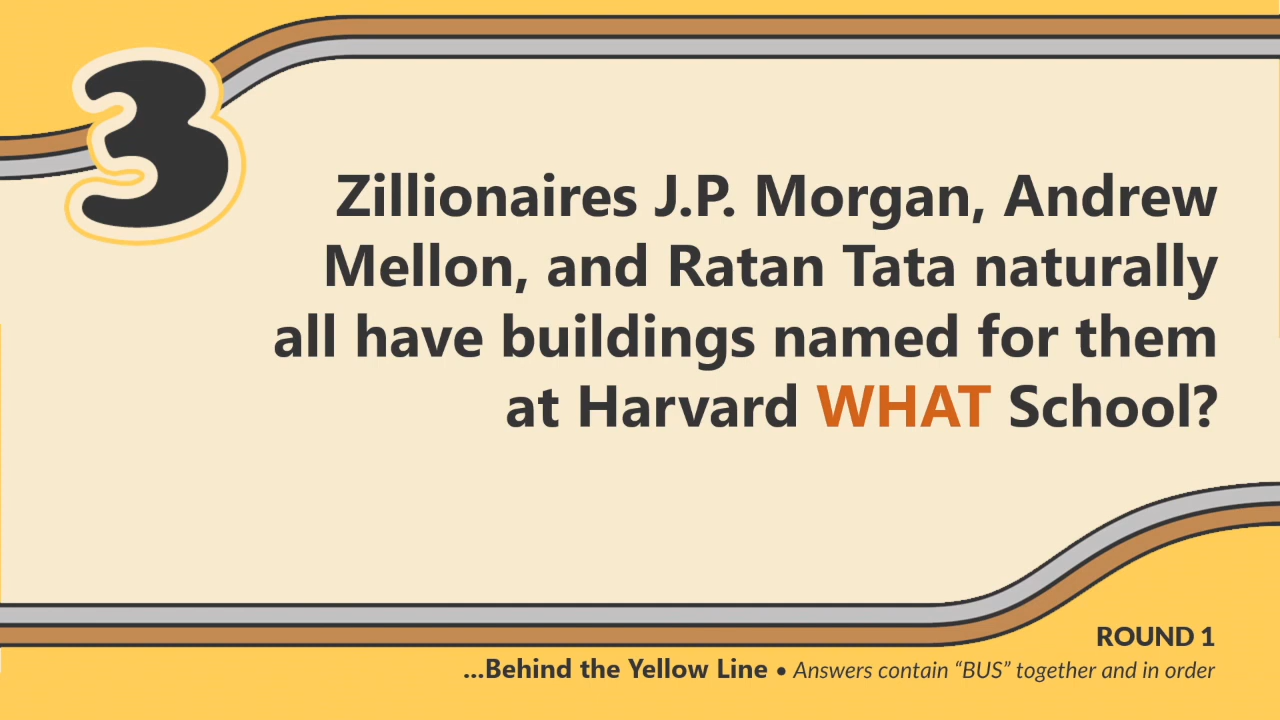 3
Zillionaires J.P. Morgan, Andrew
Mellon, and Ratan Tata naturally
all have buildings named for them
at Harvard WHAT School?
ROUND 1
...Behind the Yellow Line • Answers contain “BUS” together and in order